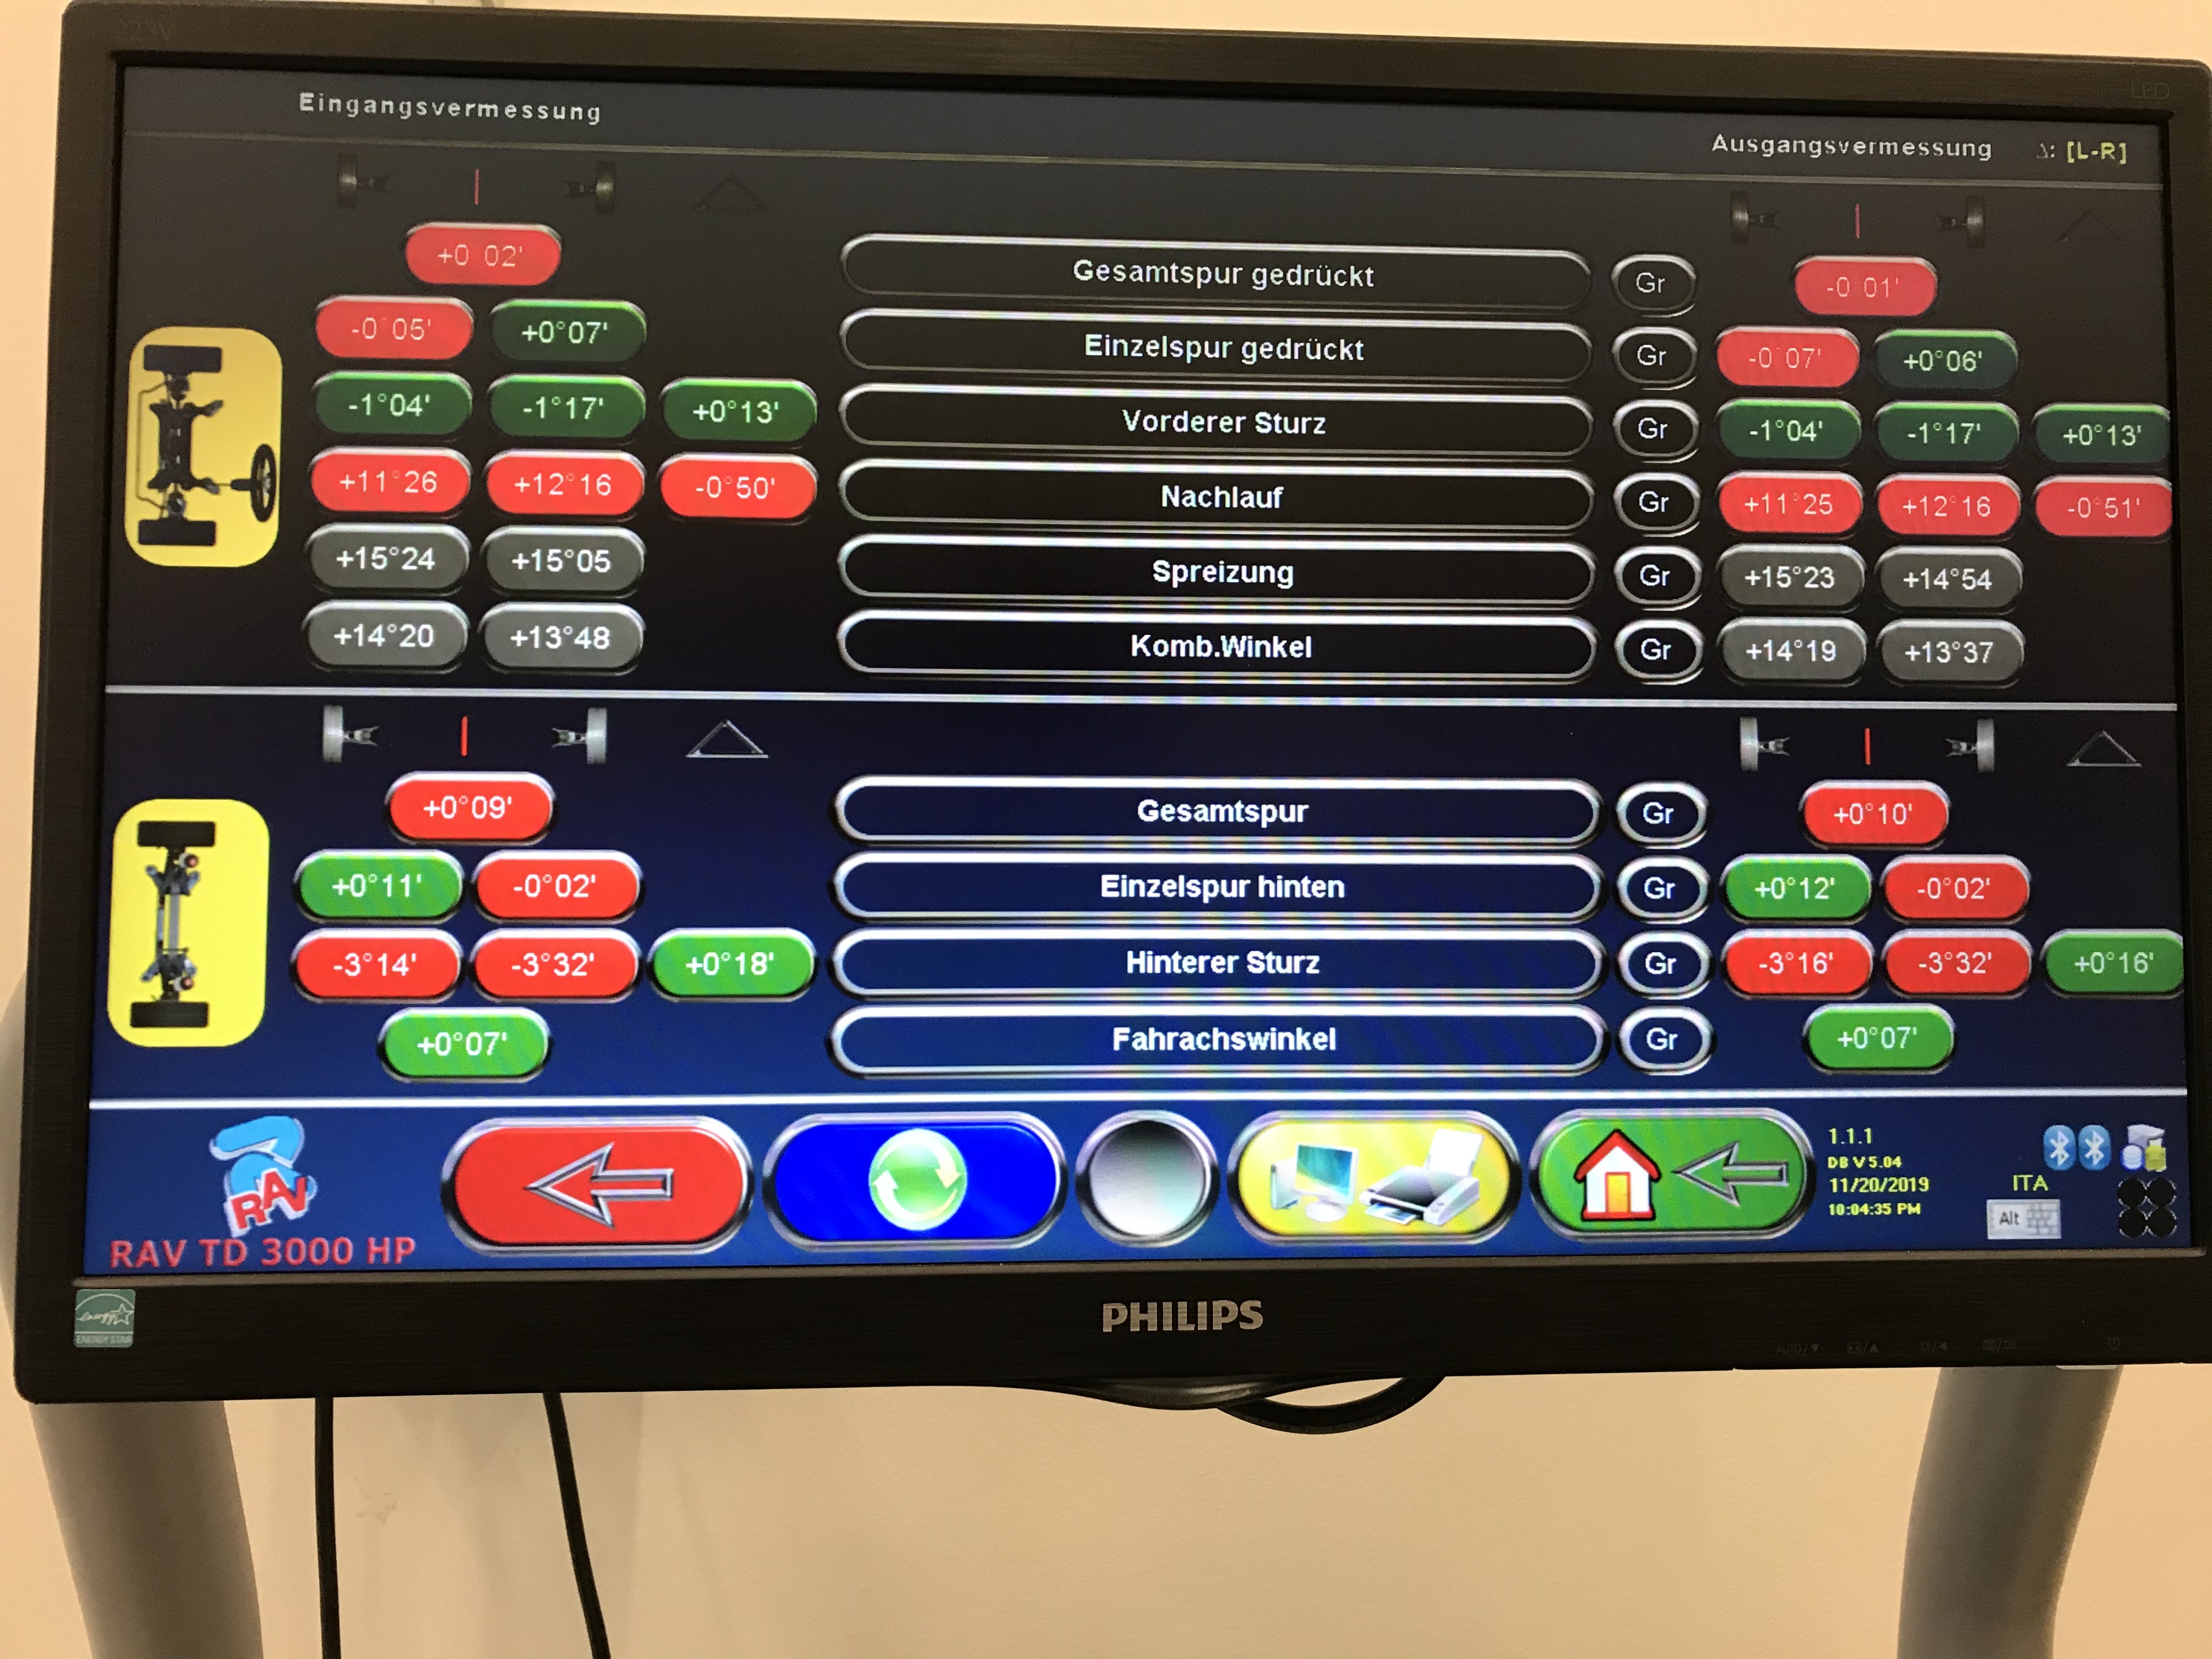 Eingangsvermessung
Ausgangsvermessung Δ: [L-R]
+0 02' Gesamtspur gedrückt Gr -0 01'
-0°05' +0°07' Einzelspur gedrückt Gr -0 07' +0°06'
-1°04' -1°17' +0°13' Vorderer Sturz Gr -1°04' -1°17' +0°13'
+11°26 +12°16 -0°50' Nachlauf Gr +11°25 +12°16 -0°51'
+15°24 +15°05 Spreizung Gr +15°23 +14°54
+14°20 +13°48 Komb.Winkel Gr +14°19 +13°37
+0°09' Gesamtspur Gr +0°10'
+0°11' -0°02' Einzelspur hinten Gr +0°12' -0°02'
-3°14' -3°32' +0°18' Hinterer Sturz Gr -3°16' -3°32' +0°16'
+0°07' Fahrachswinkel Gr +0°07'
RAV
RAV TD 3000 HP
1.1.1
DB V 5.04
11/20/2019
10:04:35 PM
ITA
Alt
PHILIPS
energy
ENERGY STAR
223V
LED